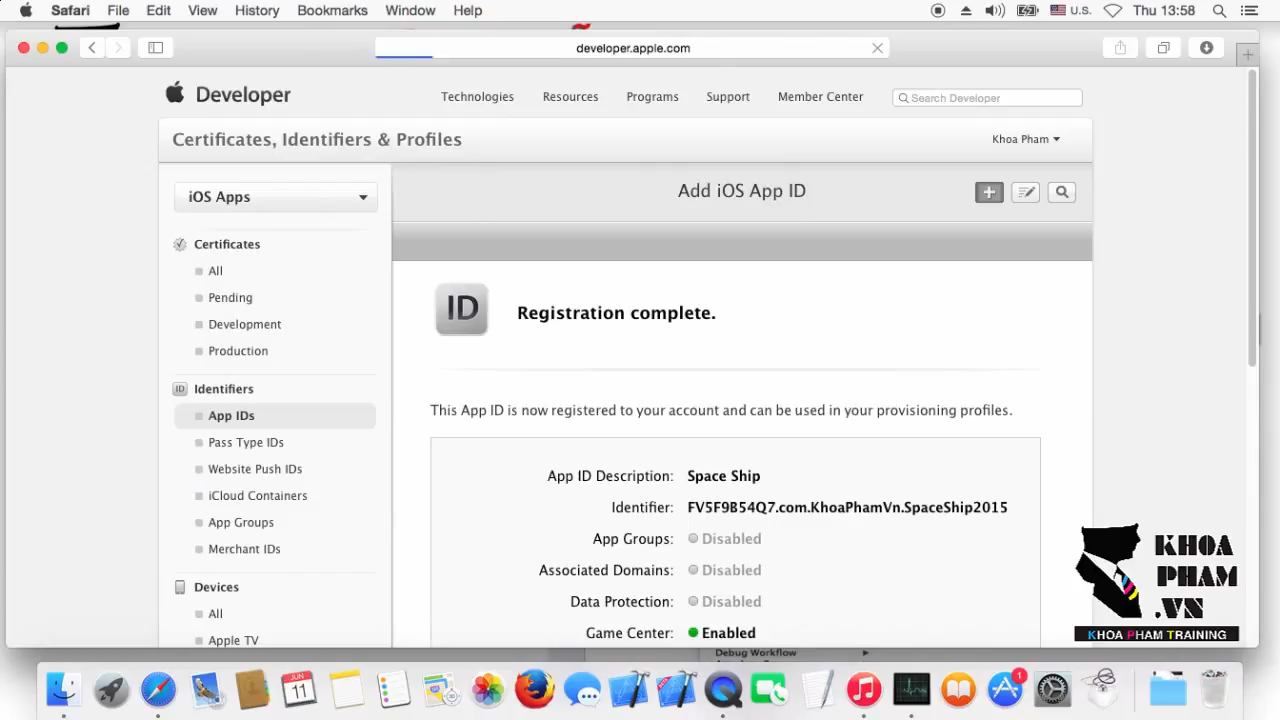 Safari File Edit View History Bookmarks Window Help U.S. Thu 13:58
developer.apple.com
Developer Technologies Resources Programs Support Member Center Search Developer
Certificates, Identifiers & Profiles Khoa Pham
iOS Apps
Add iOS App ID
Certificates
All
Pending
Development
Production
Identifiers
App IDs
Pass Type IDs
Website Push IDs
iCloud Containers
App Groups
Merchant IDs
Devices
All
Apple TV
ID Registration complete.
This App ID is now registered to your account and can be used in your provisioning profiles.
App ID Description: Space Ship
Identifier: FV5F9B54Q7.com.KhoaPhamVn.SpaceShip2015
App Groups: Disabled
Associated Domains: Disabled
Data Protection: Disabled
Game Center: Enabled
Debug Workflow
KHOA
PHAM
.VN
KHOA PHAM TRAINING
JUN
11
1